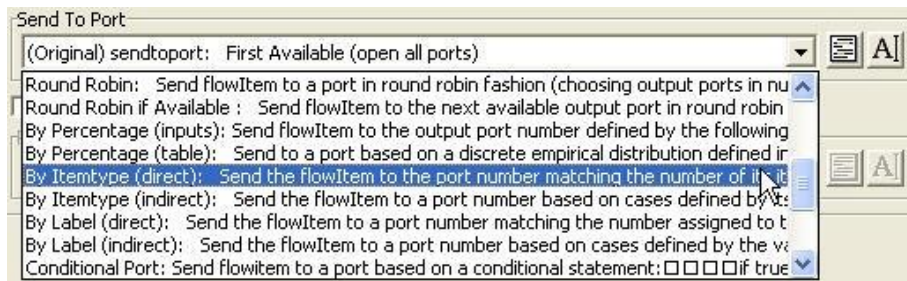 Send To Port
(Original) sendtoport: First Available (open all ports)
A
Round Robin: Send flowItem to a port in round robin fashion (choosing output ports in nu
Round Robin if Available : Send flowItem to the next available output port in round robin
By Percentage (inputs): Send flowItem to the output port number defined by the following
By Percentage (table): Send to a port based on a discrete empirical distribution defined in
By Itemtype (direct): Send the flowItem to the port number matching the number of
A
By Itemtype (indirect): Send the flowItem to a port number based on cases defined by
By Label (direct): Send the flowItem to a port number matching the number assigned to t
By Label (indirect): Send the flowItem to a port number based on cases defined by the va
Conditional Port: Send flowitem to a port based on a conditional statement:□□□□if true